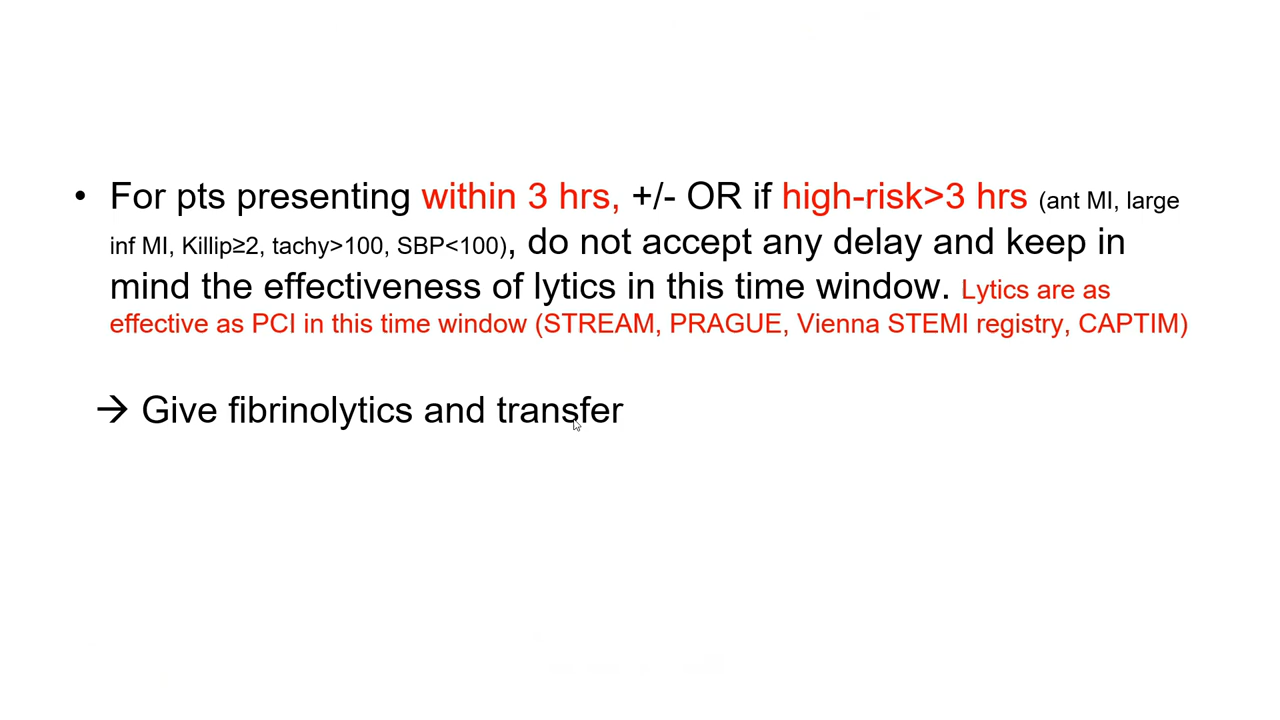 • For pts presenting within 3 hrs, +/- OR if high-risk>3 hrs (ant MI, large
inf MI, Killip≥2, tachy>100, SBP<100), do not accept any delay and keep in
mind the effectiveness of lytics in this time window. Lytics are as
effective as PCI in this time window (STREAM, PRAGUE, Vienna STEMI registry, CAPTIM)
→ Give fibrinolytics and transfer